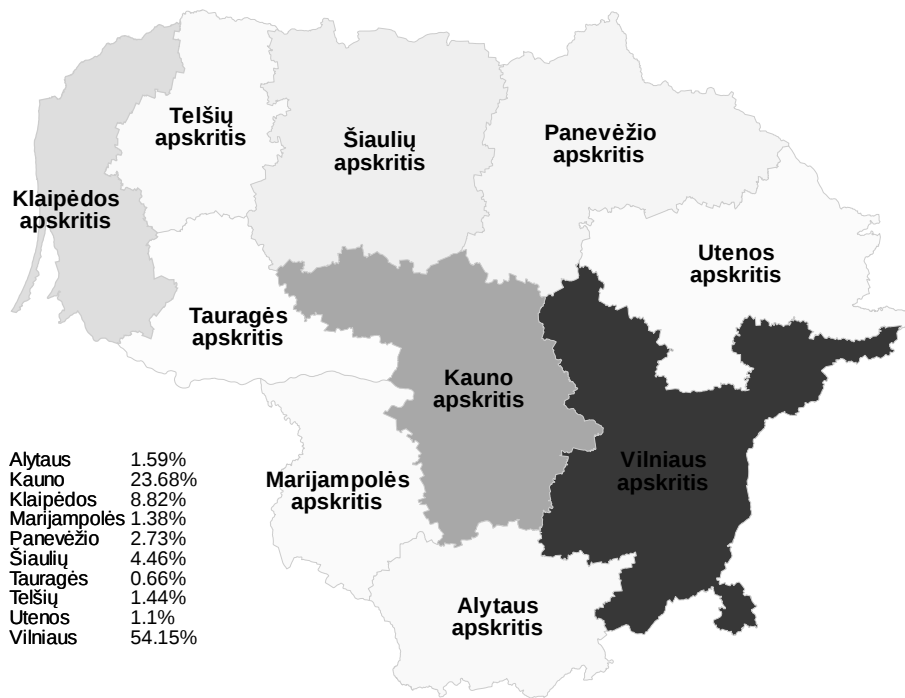 Telšių
apskritis
Šiaulių
apskritis
Panevėžio
apskritis
Klaipėdos
apskritis
Utenos
apskritis
Tauragės
apskritis
Kauno
apskritis
Vilniaus
apskritis
Marijampolės
apskritis
Alytaus
apskritis
Alytaus 1.59%
Kauno 23.68%
Klaipėdos 8.82%
Marijampolės 1.38%
Panevėžio 2.73%
Šiaulių 4.46%
Tauragės 0.66%
Telšių 1.44%
Utenos 1.1%
Vilniaus 54.15%